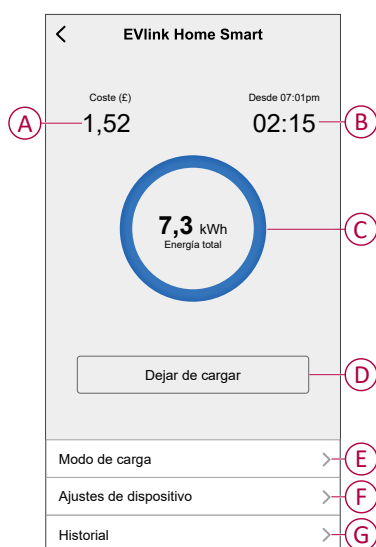 EVlink Home Smart
Coste (£)
Desde 07:01pm
A
1,52
02:15
B
7,3 kWh
Energía total
C
Dejar de cargar
D
Modo de carga
E
Ajustes de dispositivo
F
Historial
G